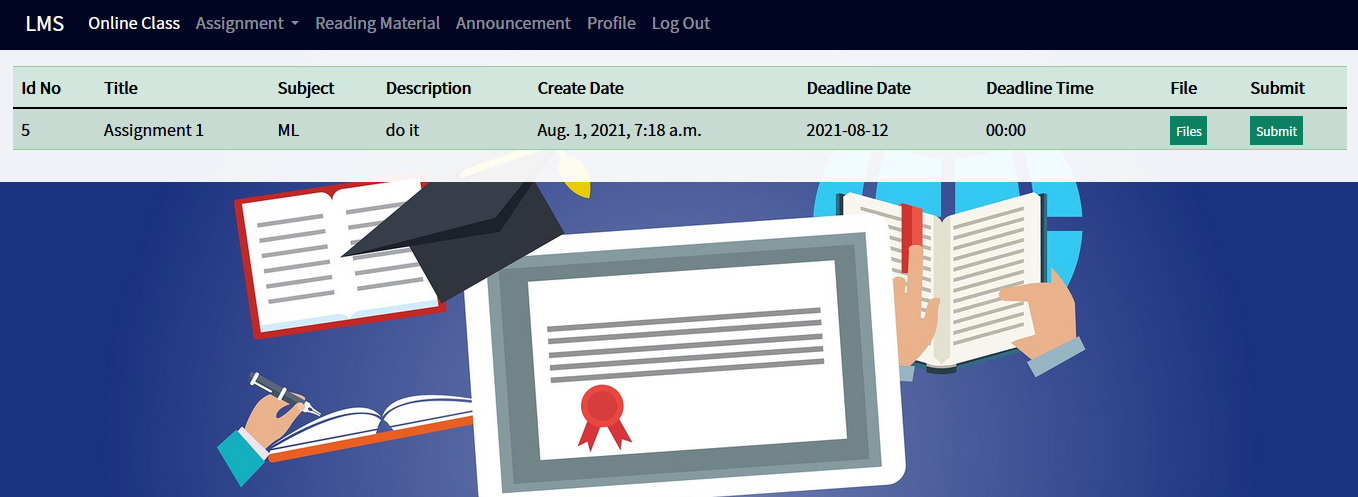 LMS Online Class Assignment Reading Material Announcement Profile Log Out
Id No Title Subject Description Create Date Deadline Date Deadline Time File Submit
5 Assignment 1 ML do it Aug. 1, 2021, 7:18 a.m. 2021-08-12 00:00 Files Submit